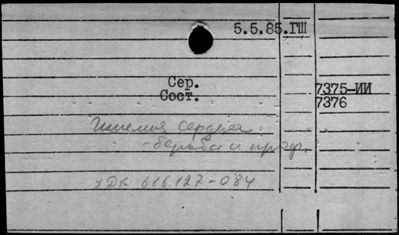 5.5.85.ГШ
Сер.
Сост.
7375-ИИ
7376
Ишемия сердца
- борьба и проф.
УДК 616.127-084